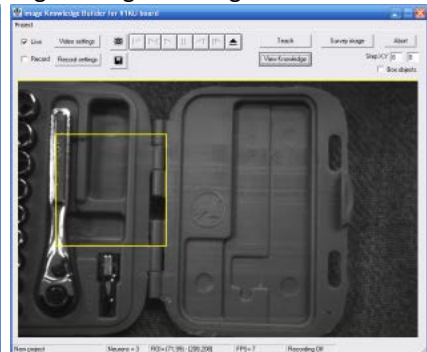 Image Knowledge Builder for V1KU board
Project
Live
Video settings
Teach
Survey image
Abort
Record
Record settings
View Knowledge
Step X,Y
Box objects
New project
Neurons = 3
FPS= 7
Recording Off